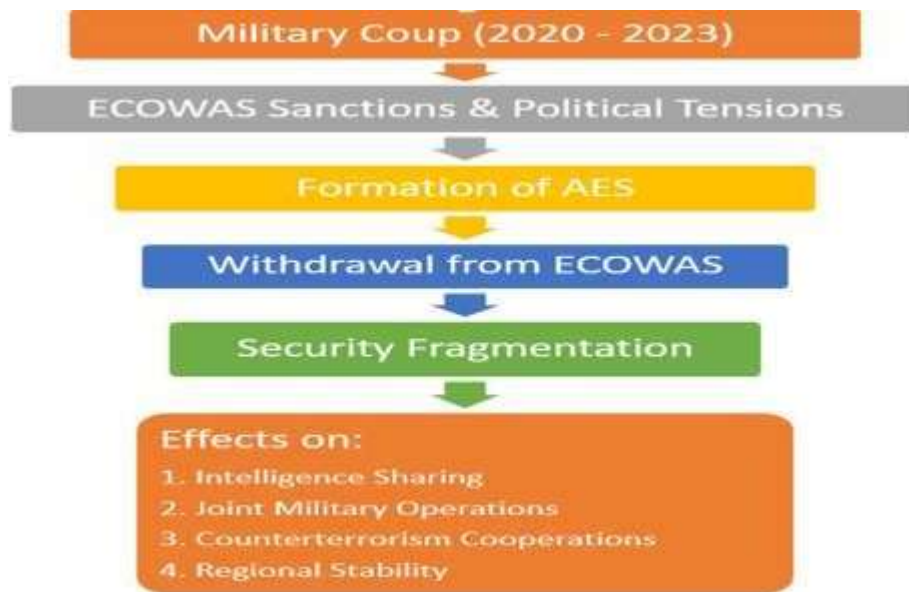 Military Coup (2020 - 2023)
ECOWAS Sanctions & Political Tensions
Formation of AES
Withdrawal from ECOWAS
Security Fragmentation
Effects on:
1. Intelligence Sharing
2. Joint Military Operations
3. Counterterrorism Cooperations
4. Regional Stability